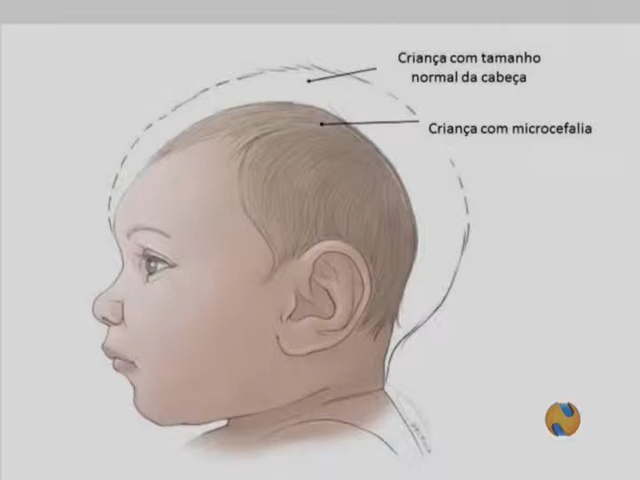 Criança com tamanho
normal da cabeça
Criança com microcefalia